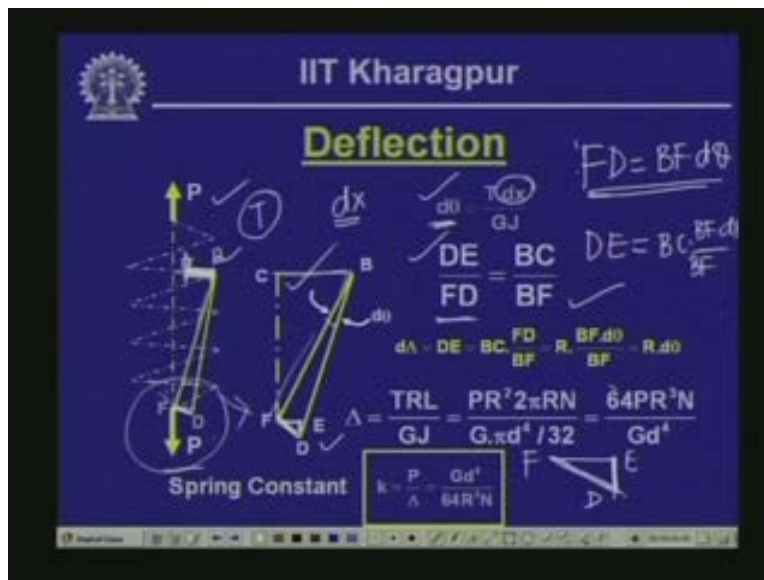 IIT Kharagpur
Deflection
FD = BF dθ
P
T
dx
dθ = Tdx / GJ
DE / FD = BC / BF
DE = BC. BF dθ / BF
C B
dθ
dΔ = DE = BC. FD / BF = R. BF.dθ / BF = R.dθ
F E
D
F
D
P
Δ = TRL / GJ = PR² 2πRN / G.πd⁴ / 32 = 64PR³N / Gd⁴
F E
D
Spring Constant
k = P / Δ = Gd⁴ / 64R³N